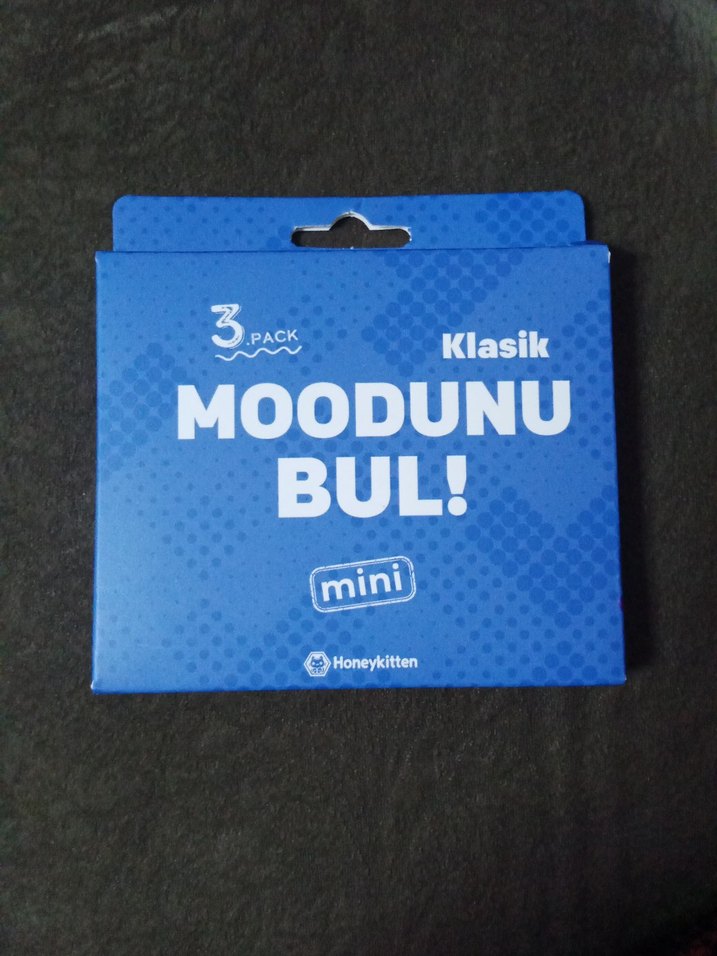 3.PACK
Klasik
MOODUNU
BUL!
mini
Honeykitten